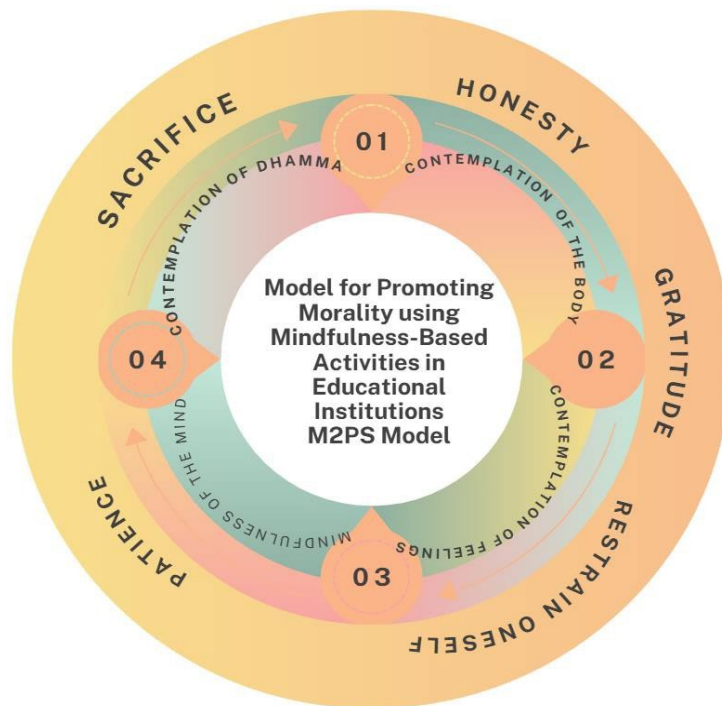 SACRIFICE
HONESTY
GRATITUDE
RESTRAIN ONESELF
PATIENCE
01
CONTEMPLATION OF THE BODY
02
CONTEMPLATION OF FEELINGS
03
MINDFULNESS OF THE MIND
04
CONTEMPLATION OF DHAMMA
Model for Promoting
Morality using
Mindfulness-Based
Activities in
Educational
Institutions
M2PS Model